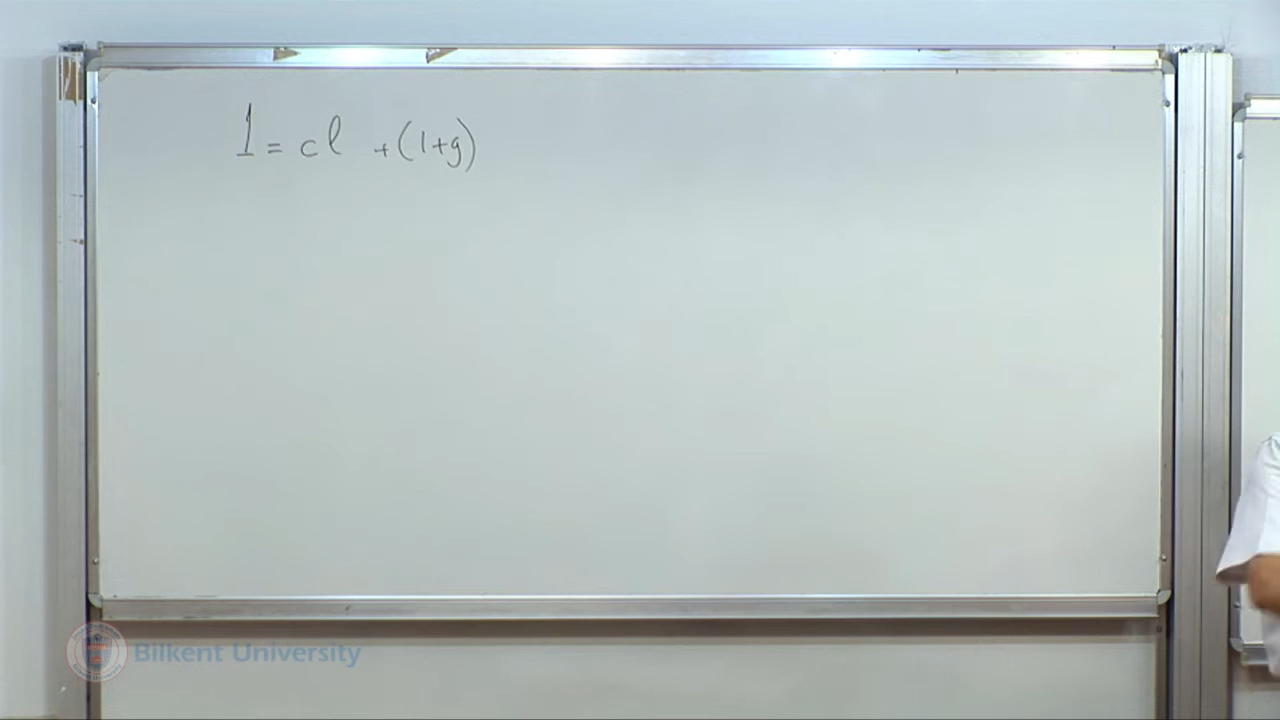 1 = cl + (1+g)
Bilkent University